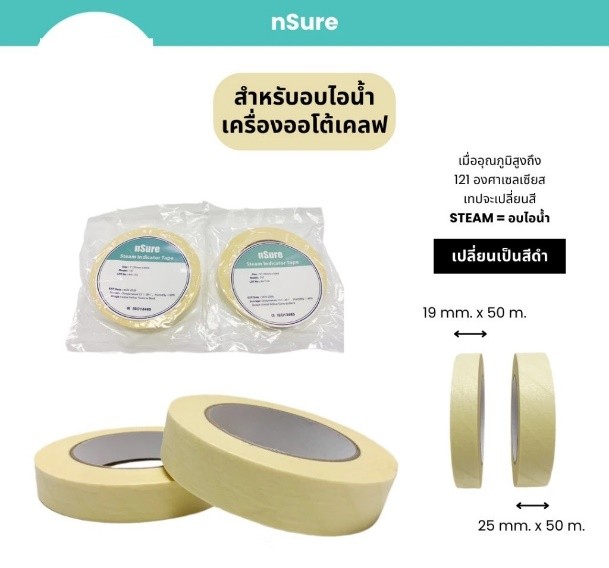 nSure
สำหรับอบไอน้ำ
เครื่องออโต้เคลฟ
เมื่ออุณภูมิสูงถึง
121 องศาเซลเซียส
เทปจะเปลี่ยนสี
STEAM = อบไอน้ำ
เปลี่ยนเป็นสีดำ
nSure
Steam Indicator Tape
nSure
Steam Indicator Tape
19 mm. x 50 m.
25 mm. x 50 m.